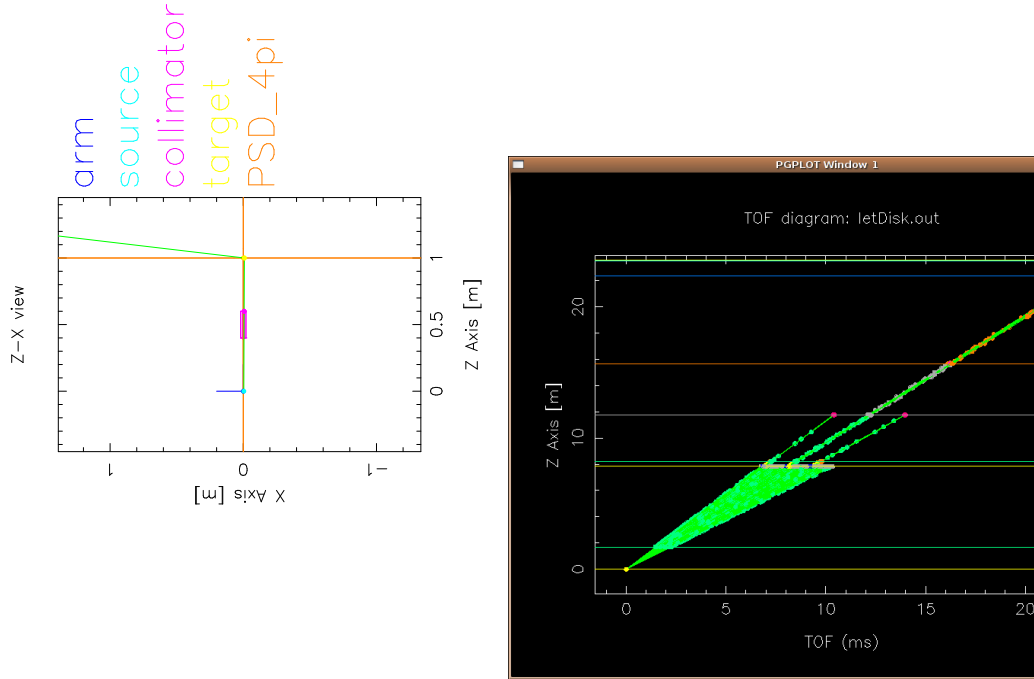 arm
source
collimator
target
PSD_4pi
Z-X view
1
0
-1
X Axis [m]
0
0.5
1
Z Axis [m]
PGPLOT Window 1
TOF diagram: letDisk.out
Z Axis [m]
20
10
0
0
5
10
15
20
TOF (ms)